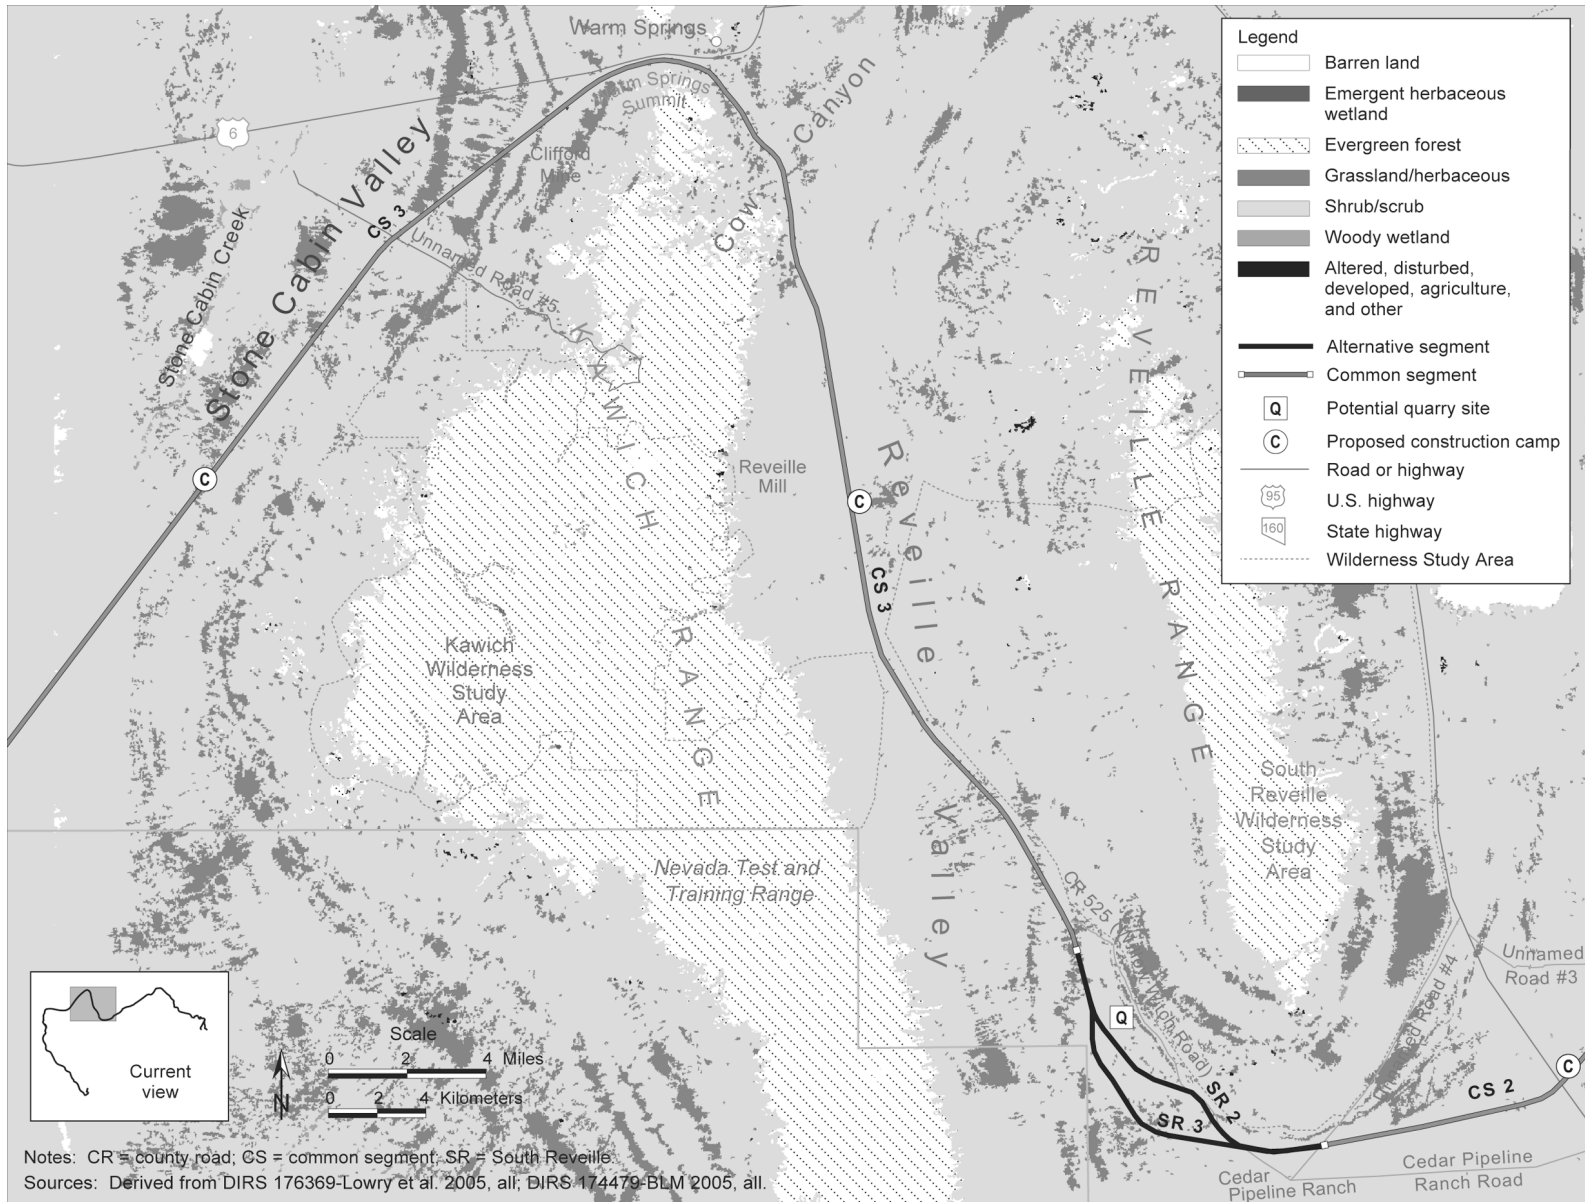 Warm Springs
Warm Springs
Summit
6
Canyon
Cow
Clifford
Mine
Stone Cabin Valley
CS 3
Unnamed Road #5
Stone Cabin Creek
KAWICH RANGE
REVEILLE RANGE
C
Reveille
Mill
C
Reveille Valley
CS 3
Kawich
Wilderness
Study
Area
South
Reveille
Wilderness
Study
Area
Nevada Test and
Training Range
CR 525
Road)
Q
SR 2
SR 3
CS 2
C
Unnamed
Road #3
Road #4
Cedar
Pipeline Ranch
Cedar Pipeline
Ranch Road
Legend
Barren land
Emergent herbaceous
wetland
Evergreen forest
Grassland/herbaceous
Shrub/scrub
Woody wetland
Altered, disturbed,
developed, agriculture,
and other
Alternative segment
Common segment
Q Potential quarry site
C Proposed construction camp
Road or highway
95 U.S. highway
160 State highway
Wilderness Study Area
Current
view
N
Scale
0 2 4 Miles
0 2 4 Kilometers
Notes: CR = county road; CS = common segment; SR = South Reveille
Sources: Derived from DIRS 176369-Lowry et al. 2005, all; DIRS 174479-BLM 2005, all.